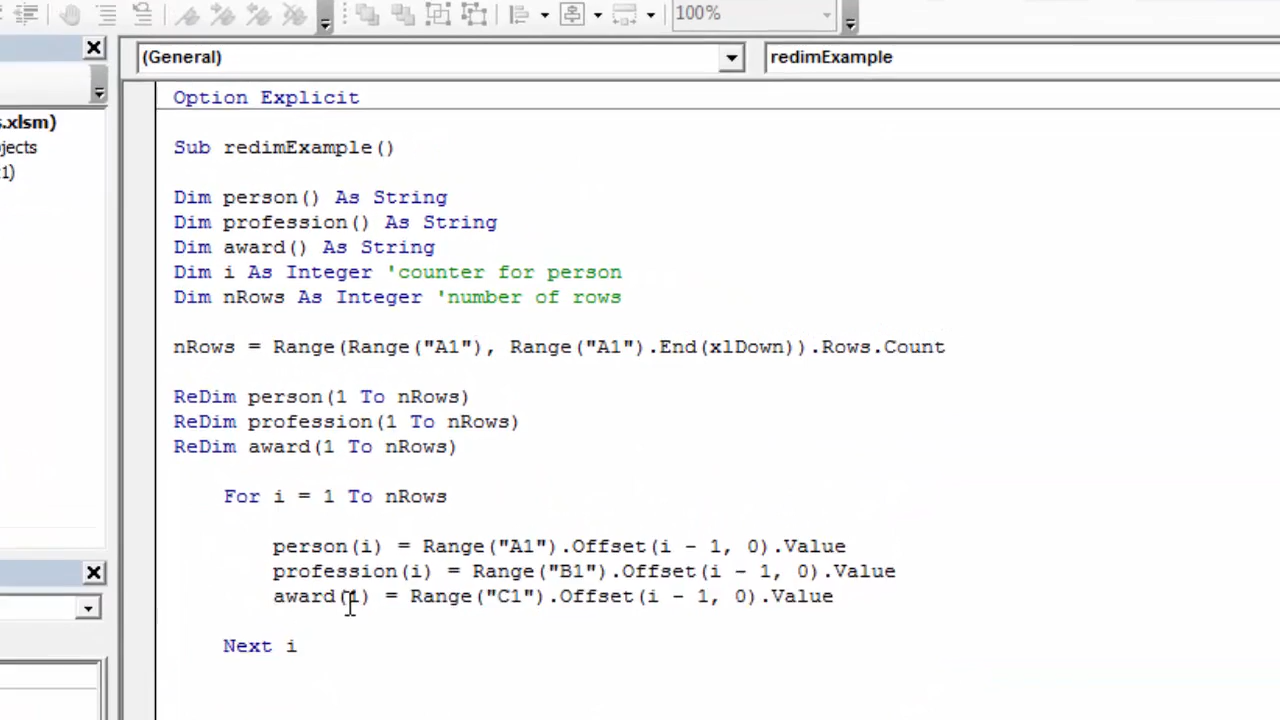 100%
(General)
redimExample
Option Explicit
s.xlsm)
jects
1)
Sub redimExample()
Dim person() As String
Dim profession() As String
Dim award() As String
Dim i As Integer 'counter for person
Dim nRows As Integer 'number of rows
nRows = Range(Range("A1"), Range("A1").End(xlDown)).Rows.Count
ReDim person(1 To nRows)
ReDim profession(1 To nRows)
ReDim award(1 To nRows)
For i = 1 To nRows
person(i) = Range("A1").Offset(i - 1, 0).Value
profession(i) = Range("B1").Offset(i - 1, 0).Value
award(i) = Range("C1").Offset(i - 1, 0).Value
Next i